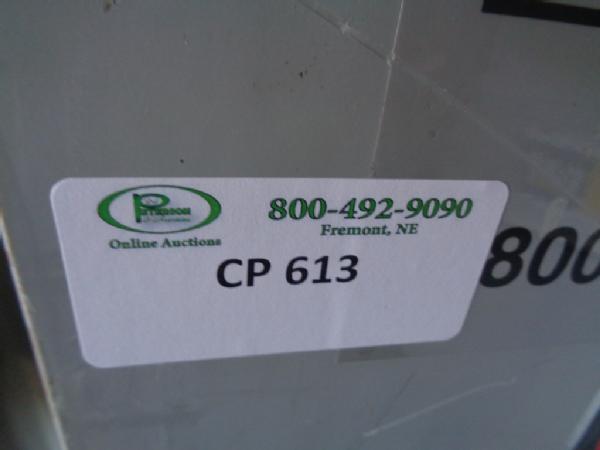 800-492-9090
Fremont, NE
Online Auctions
CP 613
800